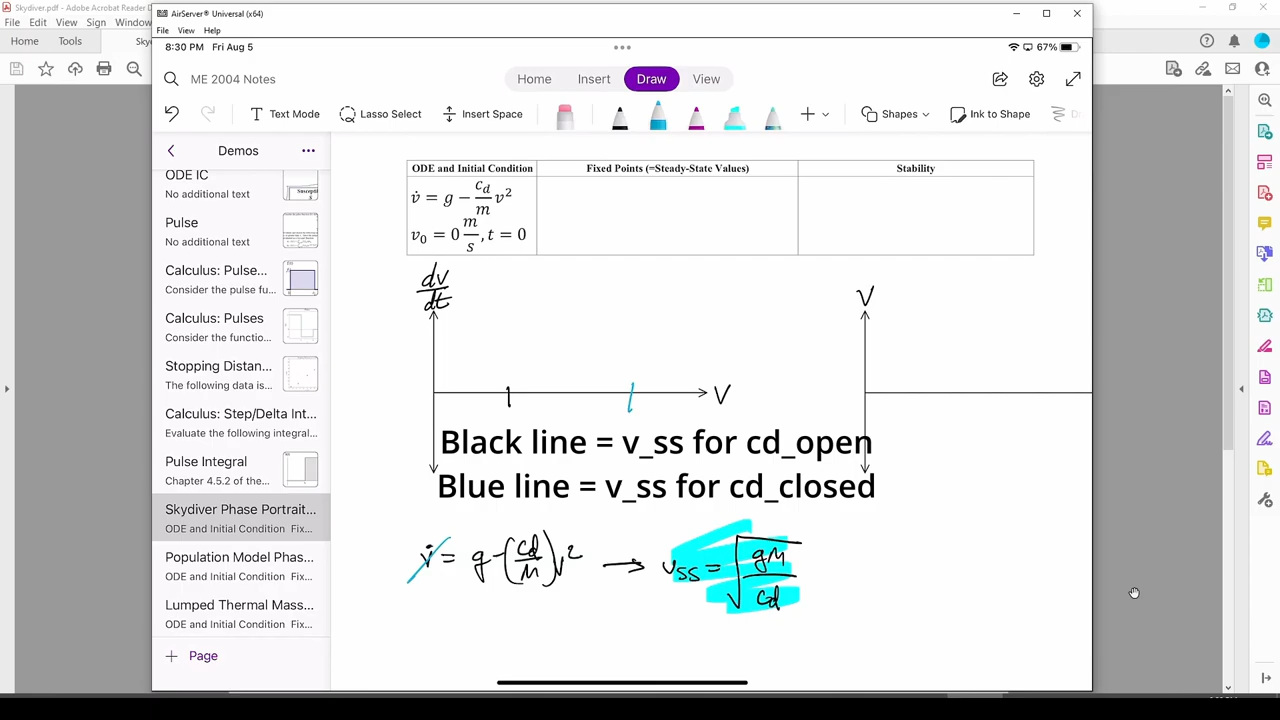 Skydiver.pdf - Adobe Acrobat Reader D
File Edit View Sign Window
Home Tools Sky
AirServer® Universal (x64)
File View Help
8:30 PM Fri Aug 5
67%
ME 2004 Notes
Home Insert Draw View
Text Mode Lasso Select Insert Space Shapes Ink to Shape
Demos
ODE IC
No additional text
Pulse
No additional text
Calculus: Pulse...
Consider the pulse fu...
Calculus: Pulses
Consider the functio...
Stopping Distan...
The following data is...
Calculus: Step/Delta Int...
Evaluate the following integral...
Pulse Integral
Chapter 4.5.2 of the...
Skydiver Phase Portrait...
ODE and Initial Condition Fix...
Population Model Phas...
ODE and Initial Condition Fix...
Lumped Thermal Mass...
ODE and Initial Condition Fix...
+ Page
ODE and Initial Condition Fixed Points (=Steady-State Values) Stability
v̇ = g − c_d/m v²
v₀ = 0 m/s, t = 0
dv/dt
V
V
Black line = v_ss for cd_open
Blue line = v_ss for cd_closed
v̇ = g − (cd/m)v² → vss = √(gm/cd)